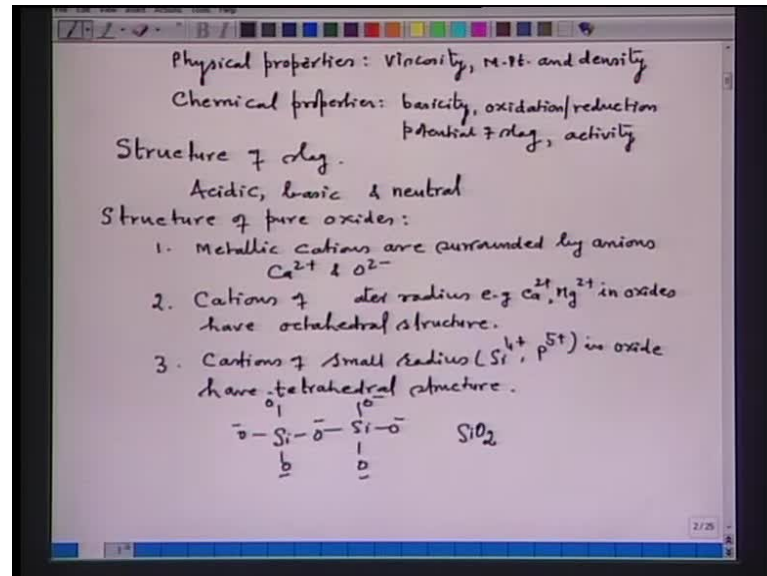 Physical properties: Viscosity, M.Pt. and density
Chemical properties: basicity, oxidation/reduction
potential of slag, activity
Structure of slag.
Acidic, basic & neutral
Structure of pure oxides:
1. Metallic cations are surrounded by anions
Ca²⁺ & O²⁻
2. Cations of ater radius e.g Ca²⁺, Mg²⁺ in oxides
have octahedral structure.
3. Cations of small radius (Si⁴⁺, P⁵⁺) in oxide
have tetrahedral structure.
O O⁻
⁻O – Si – O – Si – O⁻ SiO₂
O O
2/25